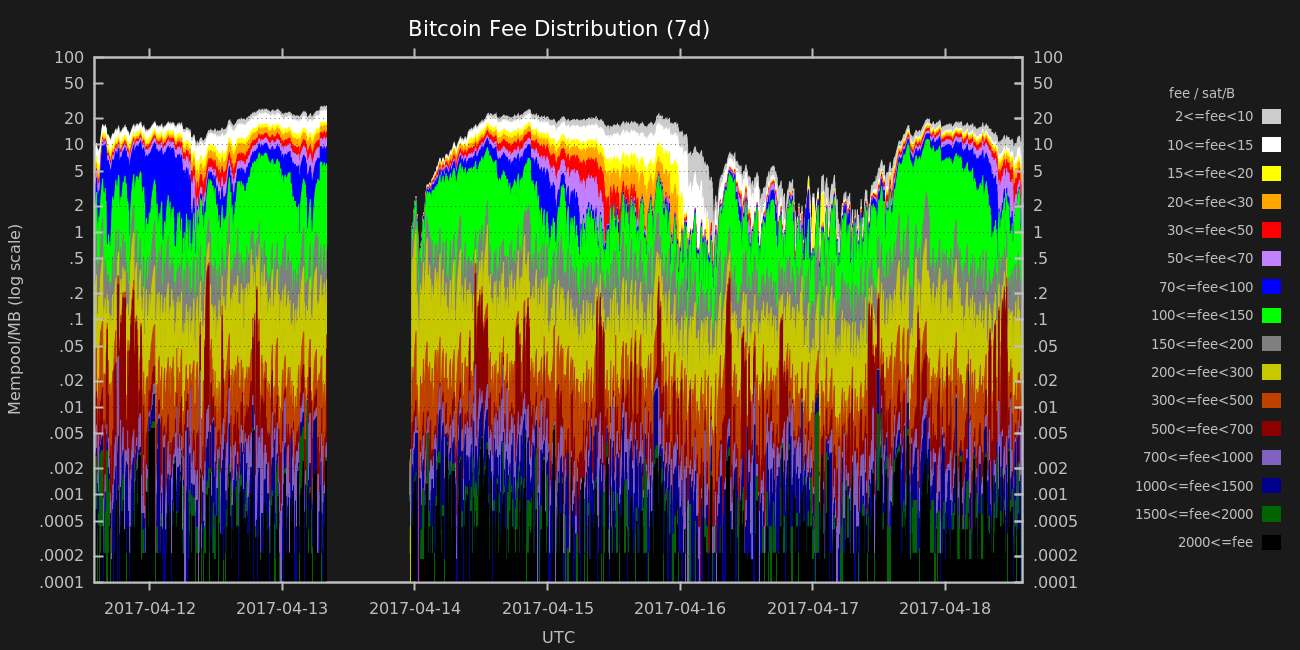 Bitcoin Fee Distribution (7d)
Mempool/MB (log scale)
100
50
20
10
5
2
1
.5
.2
.1
.05
.02
.01
.005
.002
.001
.0005
.0002
.0001
100
50
20
10
5
2
1
.5
.2
.1
.05
.02
.01
.005
.002
.001
.0005
.0002
.0001
2017-04-12 2017-04-13 2017-04-14 2017-04-15 2017-04-16 2017-04-17 2017-04-18
UTC
fee / sat/B
2<=fee<10
10<=fee<15
15<=fee<20
20<=fee<30
30<=fee<50
50<=fee<70
70<=fee<100
100<=fee<150
150<=fee<200
200<=fee<300
300<=fee<500
500<=fee<700
700<=fee<1000
1000<=fee<1500
1500<=fee<2000
2000<=fee